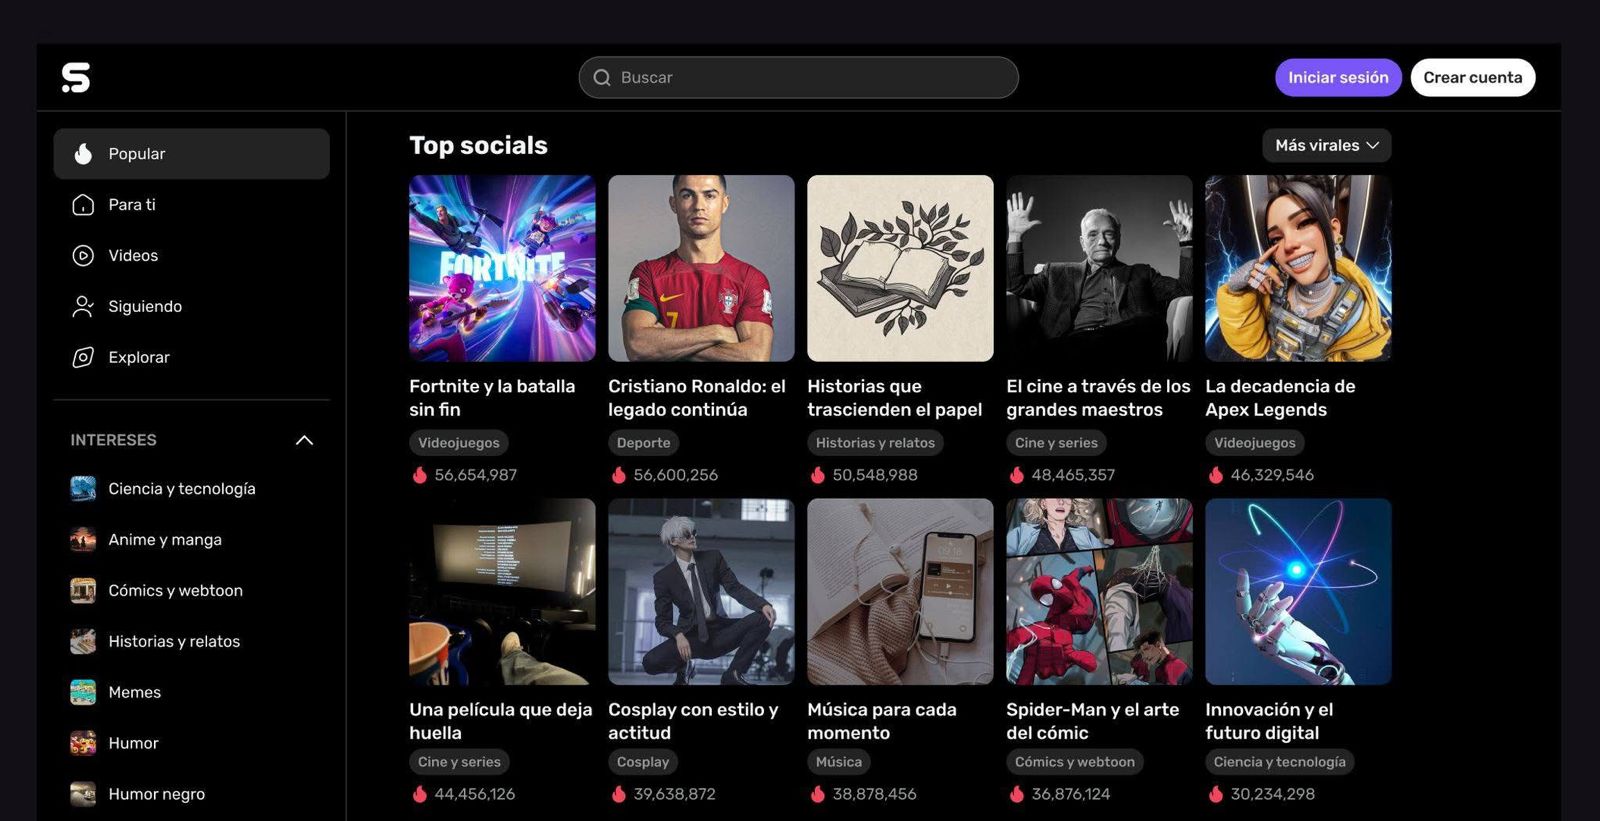 S
Buscar
Iniciar sesión
Crear cuenta
Popular
Para ti
Videos
Siguiendo
Explorar
INTERESES
Ciencia y tecnología
Anime y manga
Cómics y webtoon
Historias y relatos
Memes
Humor
Humor negro
Top socials
Más virales
FORTNITE
7
Fortnite y la batalla
sin fin
Videojuegos
56,654,987
Cristiano Ronaldo: el
legado continúa
Deporte
56,600,256
Historias que
trascienden el papel
Historias y relatos
50,548,988
El cine a través de los
grandes maestros
Cine y series
48,465,357
La decadencia de
Apex Legends
Videojuegos
46,329,546
09:18
Una película que deja
huella
Cine y series
44,456,126
Cosplay con estilo y
actitud
Cosplay
39,638,872
Música para cada
momento
Música
38,878,456
Spider-Man y el arte
del cómic
Cómics y webtoon
36,876,124
Innovación y el
futuro digital
Ciencia y tecnología
30,234,298